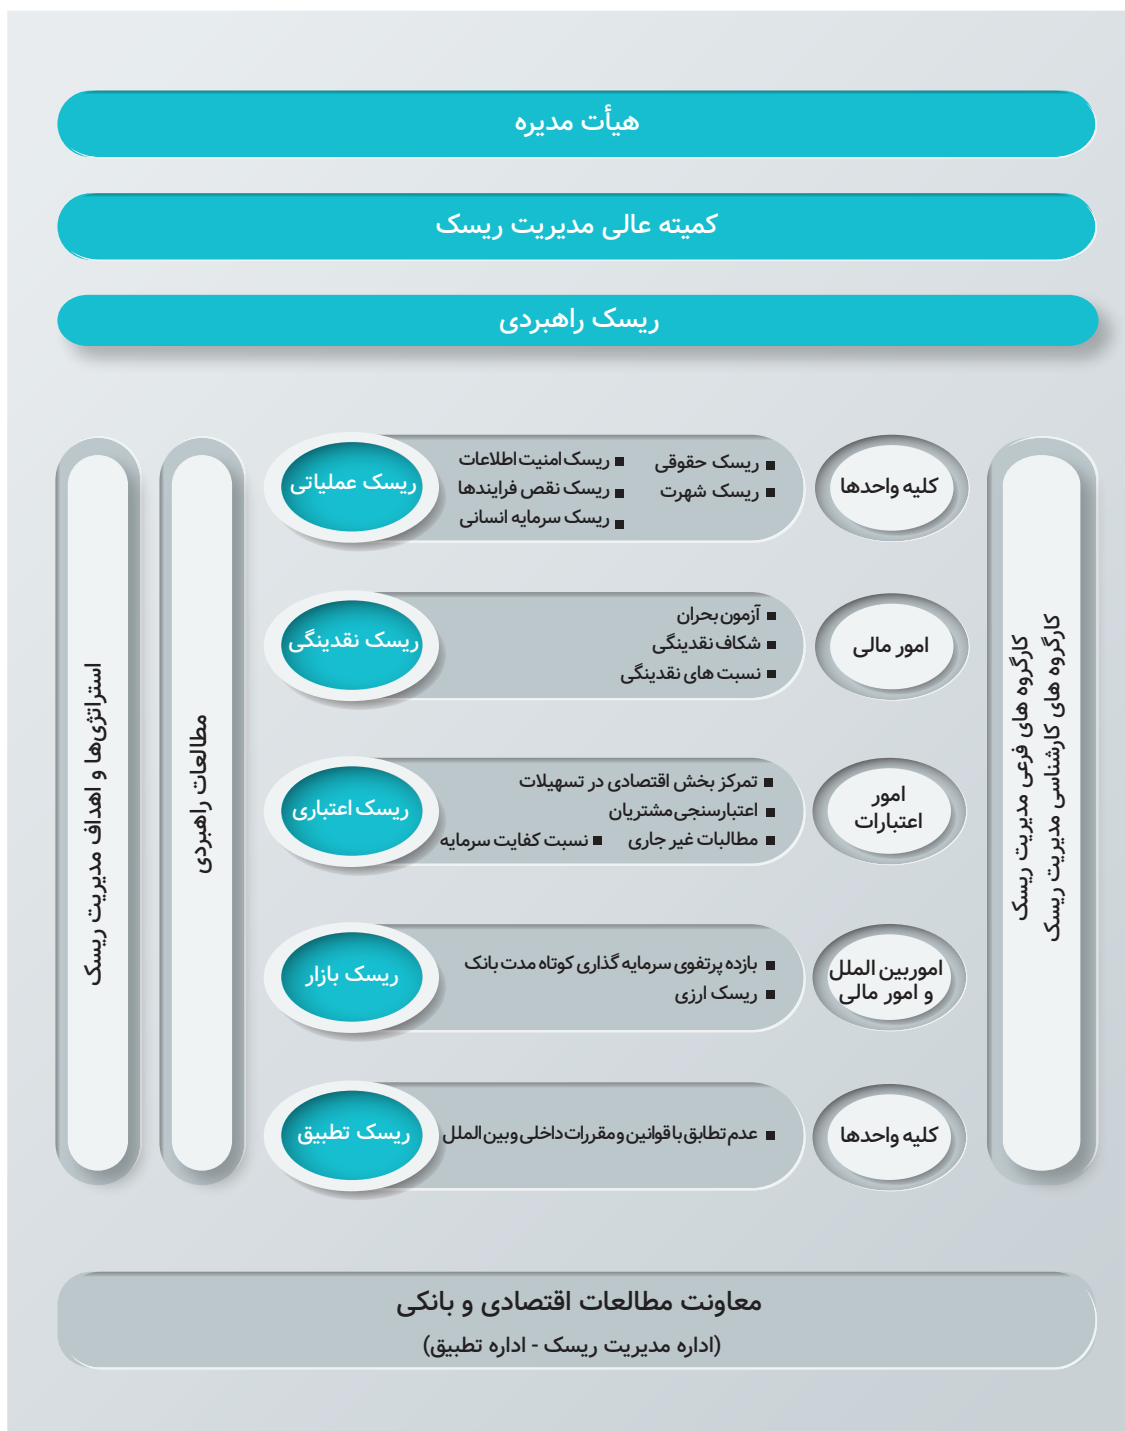 هیأت مدیره
کمیته عالی مدیریت ریسک
ریسک راهبردی
کارگروه های فرعی مدیریت ریسک
کارگروه های کارشناسی مدیریت ریسک
کلیه واحدها
ریسک حقوقی
ریسک شهرت
ریسک امنیت اطلاعات
ریسک نقص فرایندها
ریسک سرمایه انسانی
ریسک عملیاتی
امور مالی
آزمون بحران
شکاف نقدینگی
نسبت های نقدینگی
ریسک نقدینگی
امور
اعتبارات
تمرکز بخش اقتصادی در تسهیلات
اعتبارسنجی مشتریان
مطالبات غیر جاری
نسبت کفایت سرمایه
ریسک اعتباری
امور بین الملل
و امور مالی
بازده پرتفوی سرمایه گذاری کوتاه مدت بانک
ریسک ارزی
ریسک بازار
کلیه واحدها
عدم تطابق با قوانین و مقررات داخلی و بین الملل
ریسک تطبیق
مطالعات راهبردی
استراتژی‌ها و اهداف مدیریت ریسک
معاونت مطالعات اقتصادی و بانکی
(اداره مدیریت ریسک - اداره تطبیق)